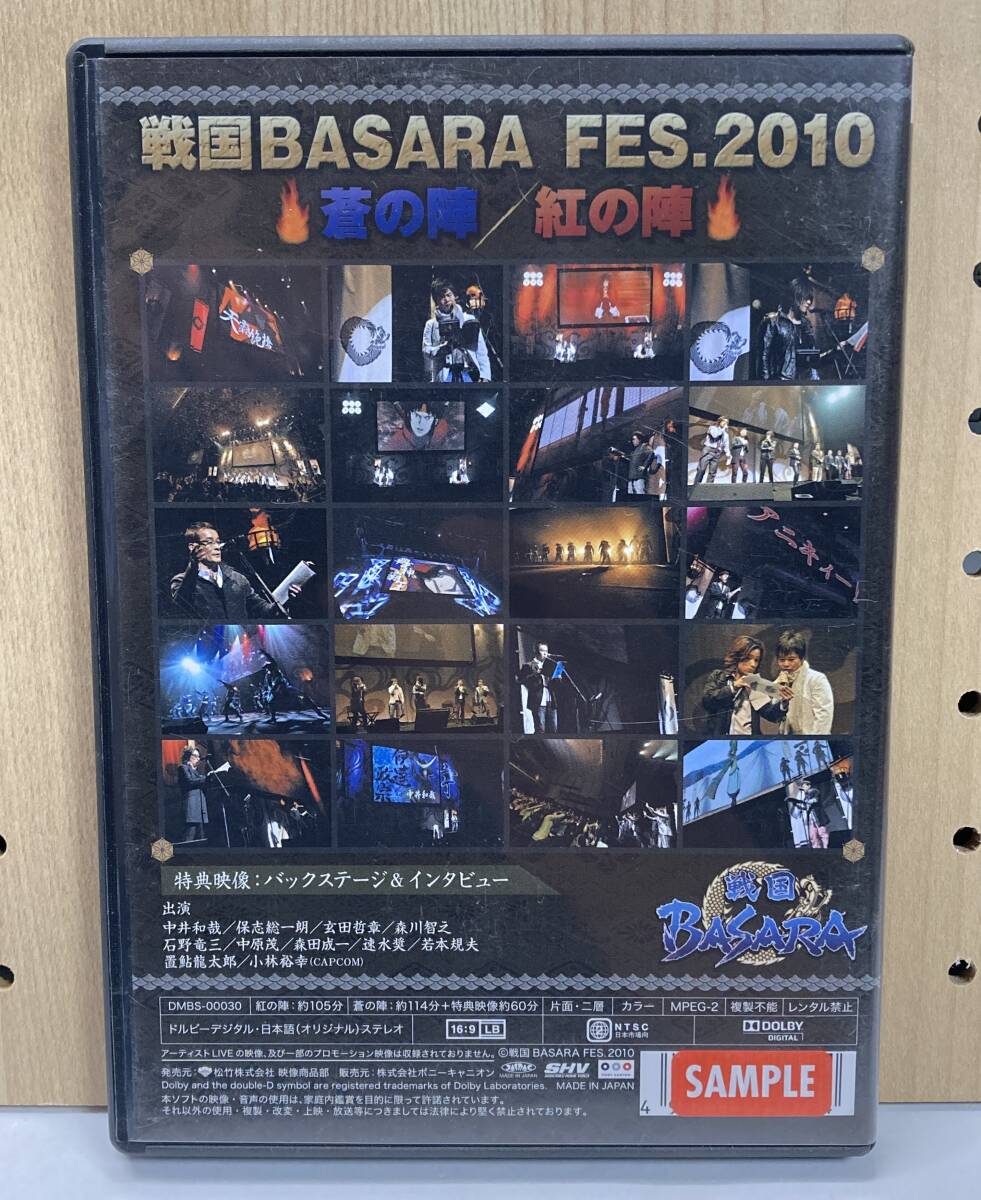 戦国BASARA FES.2010
蒼の陣／紅の陣
アニキィー
中井和哉
特典映像：バックステージ&インタビュー
出演
中井和哉／保志総一朗／玄田哲章／森川智之
石野竜三／中原茂／森田成一／速水奨／若本規夫
置鮎龍太郎／小林裕幸(CAPCOM)
戦国
BASARA
DMBS-00030 紅の陣：約105分 蒼の陣：約114分＋特典映像約60分 片面・二層 カラー MPEG-2 複製不能 レンタル禁止
ドルビーデジタル・日本語(オリジナル)ステレオ 16:9 LB 2 NTSC 日本市場向 DOLBY DIGITAL
アーティストLIVEの映像、及び一部のプロモーション映像は収録されておりません。 ©戦国 BASARA FES. 2010
発売元：松竹株式会社 映像商品部 販売元：株式会社ポニーキャニオン MADE IN JAPAN SHV
Dolby and the double-D symbol are registered trademarks of Dolby Laboratories. MADE IN JAPAN
本ソフトの映像・音声の使用は、家庭内鑑賞を目的に限って許諾されています。
それ以外の使用・複製・改変・上映・放送等につきましては法律により堅く禁止されております。
4
SAMPLE